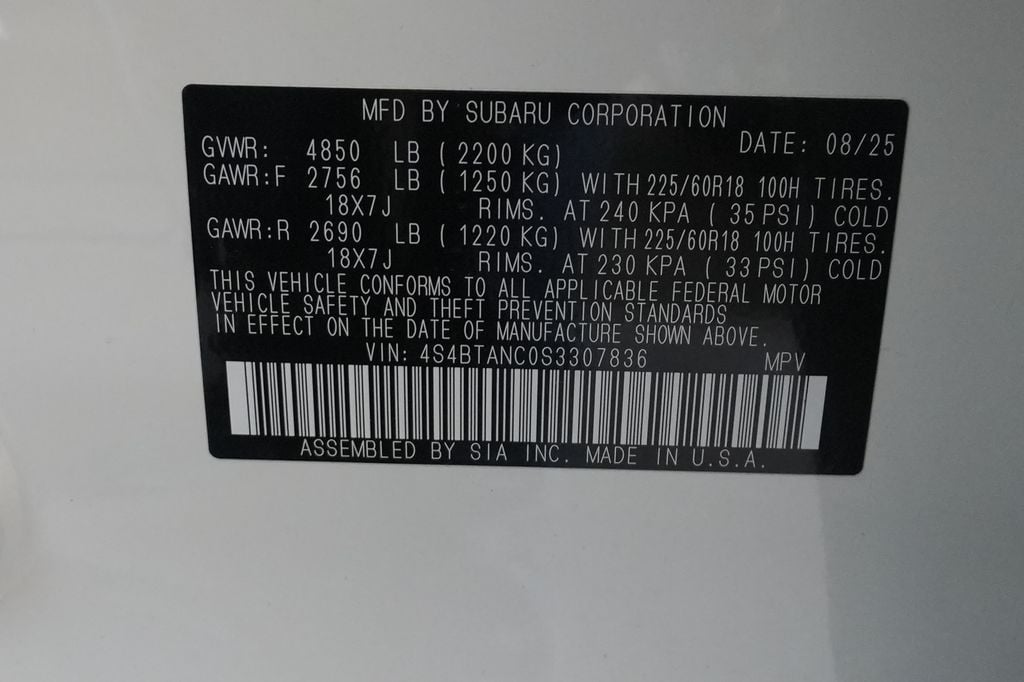 MFD BY SUBARU CORPORATION
DATE: 08/25
GVWR: 4850 LB ( 2200 KG)
GAWR:F 2756 LB ( 1250 KG) WITH 225/60R18 100H TIRES.
18X7J RIMS. AT 240 KPA ( 35 PSI) COLD
GAWR:R 2690 LB ( 1220 KG) WITH 225/60R18 100H TIRES.
18X7J RIMS. AT 230 KPA ( 33 PSI) COLD
THIS VEHICLE CONFORMS TO ALL APPLICABLE FEDERAL MOTOR
VEHICLE SAFETY AND THEFT PREVENTION STANDARDS
IN EFFECT ON THE DATE OF MANUFACTURE SHOWN ABOVE.
VIN: 4S4BTANC0S3307836 MPV
ASSEMBLED BY SIA INC. MADE IN U.S.A.